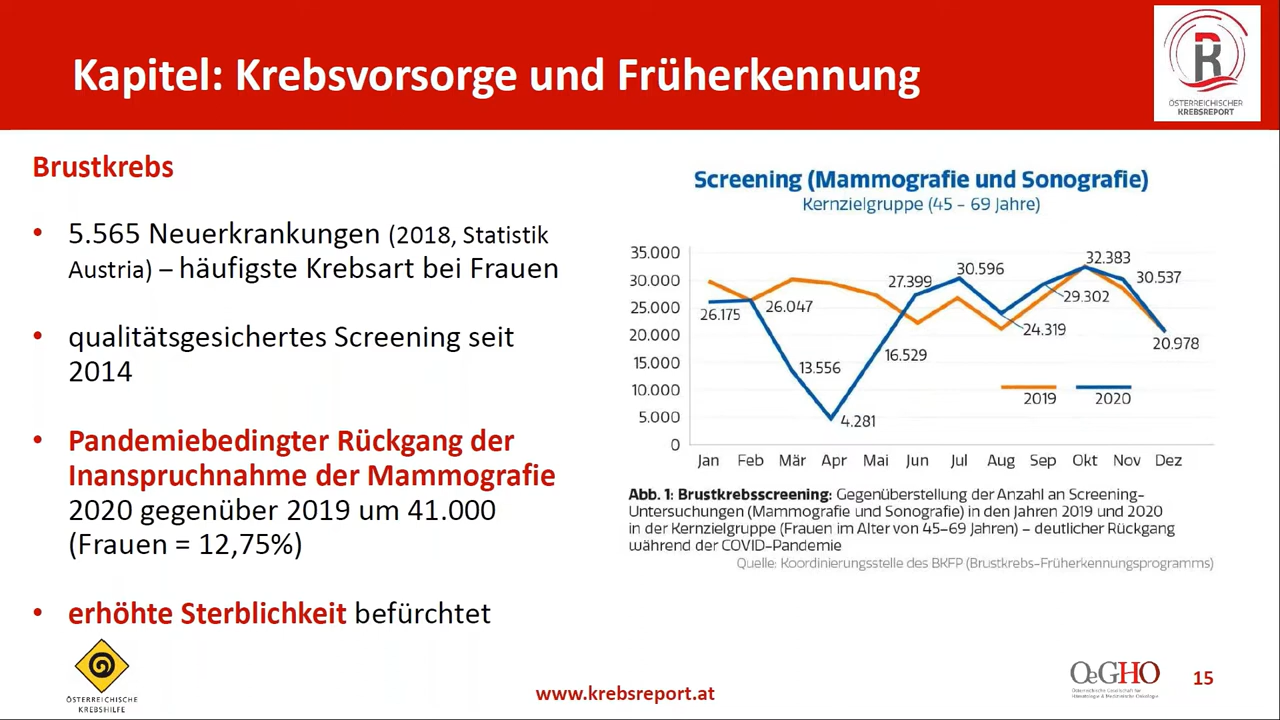 Kapitel: Krebsvorsorge und Früherkennung
ÖSTERREICHISCHER
KREBSREPORT
Brustkrebs
• 5.565 Neuerkrankungen (2018, Statistik
Austria) – häufigste Krebsart bei Frauen
• qualitätsgesichertes Screening seit
2014
• Pandemiebedingter Rückgang der
Inanspruchnahme der Mammografie
2020 gegenüber 2019 um 41.000
(Frauen = 12,75%)
• erhöhte Sterblichkeit befürchtet
ÖSTERREICHISCHE
KREBSHILFE
Screening (Mammografie und Sonografie)
Kernzielgruppe (45 – 69 Jahre)
35.000
30.000
25.000
20.000
15.000
10.000
5.000
0
26.175
26.047
13.556
4.281
16.529
27.399
30.596
24.319
29.302
32.383
30.537
20.978
2019
2020
Jan Feb Mär Apr Mai Jun Jul Aug Sep Okt Nov Dez
Abb. 1: Brustkrebsscreening: Gegenüberstellung der Anzahl an Screening-
Untersuchungen (Mammografie und Sonografie) in den Jahren 2019 und 2020
in der Kernzielgruppe (Frauen im Alter von 45–69 Jahren) – deutlicher Rückgang
während der COVID-Pandemie
Quelle: Koordinierungsstelle des BKFP (Brustkrebs-Früherkennungsprogramms)
www.krebsreport.at
OeGHO
Österreichische Gesellschaft für
Hämatologie & Medizinische Onkologie
15